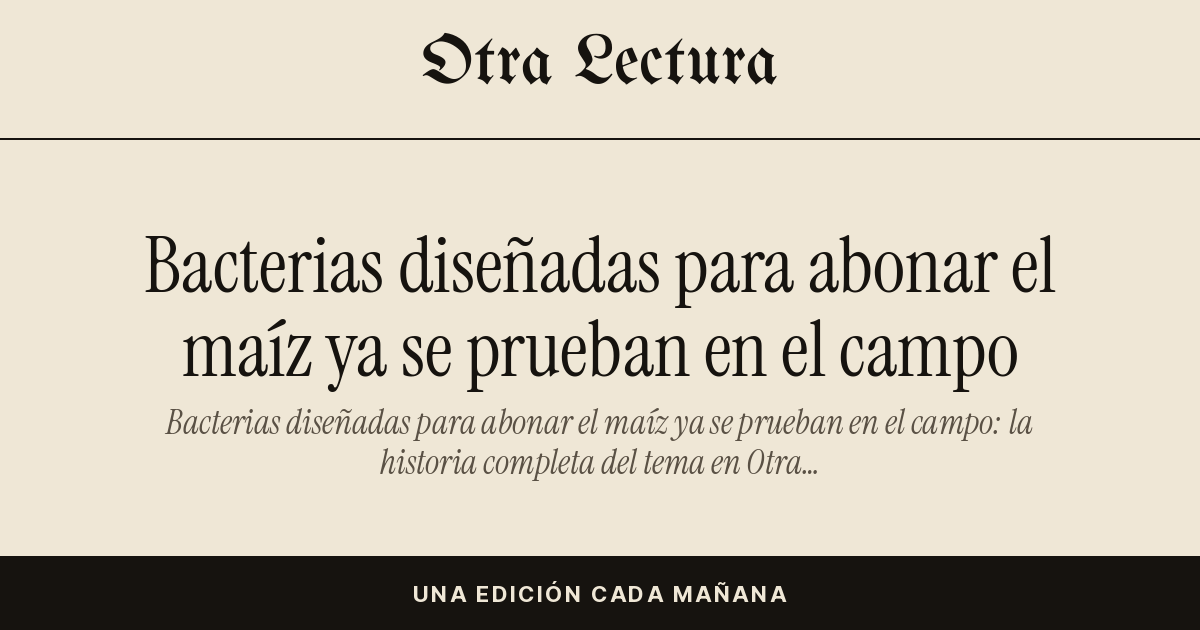 Otra Lectura
Bacterias diseñadas para abonar el
maíz ya se prueban en el campo
Bacterias diseñadas para abonar el maíz ya se prueban en el campo: la
historia completa del tema en Otra...
UNA EDICIÓN CADA MAÑANA